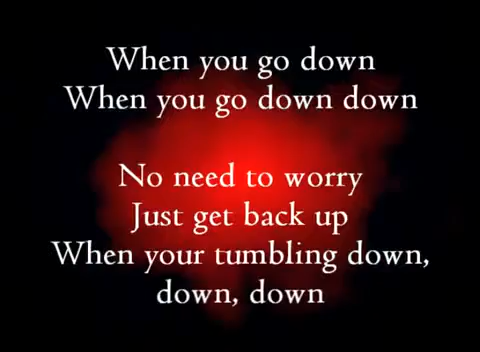 When you go down
When you go down down
No need to worry
Just get back up
When your tumbling down,
down, down